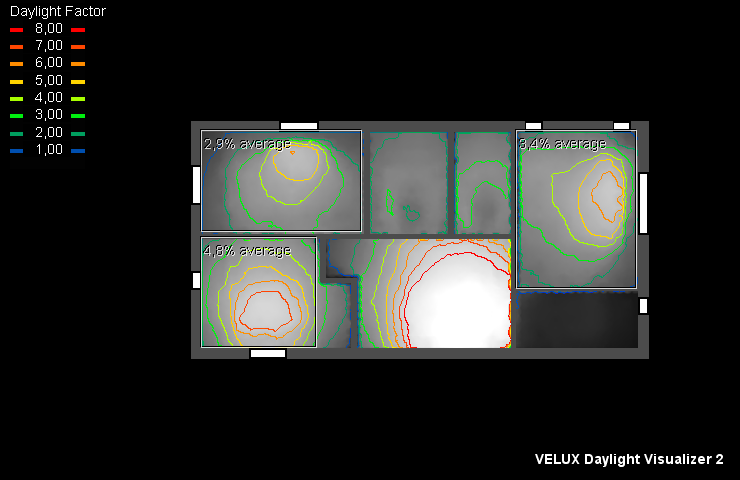 Daylight Factor
8,00
7,00
6,00
5,00
4,00
3,00
2,00
1,00
2,9% average
3,4% average
4,8% average
VELUX Daylight Visualizer 2